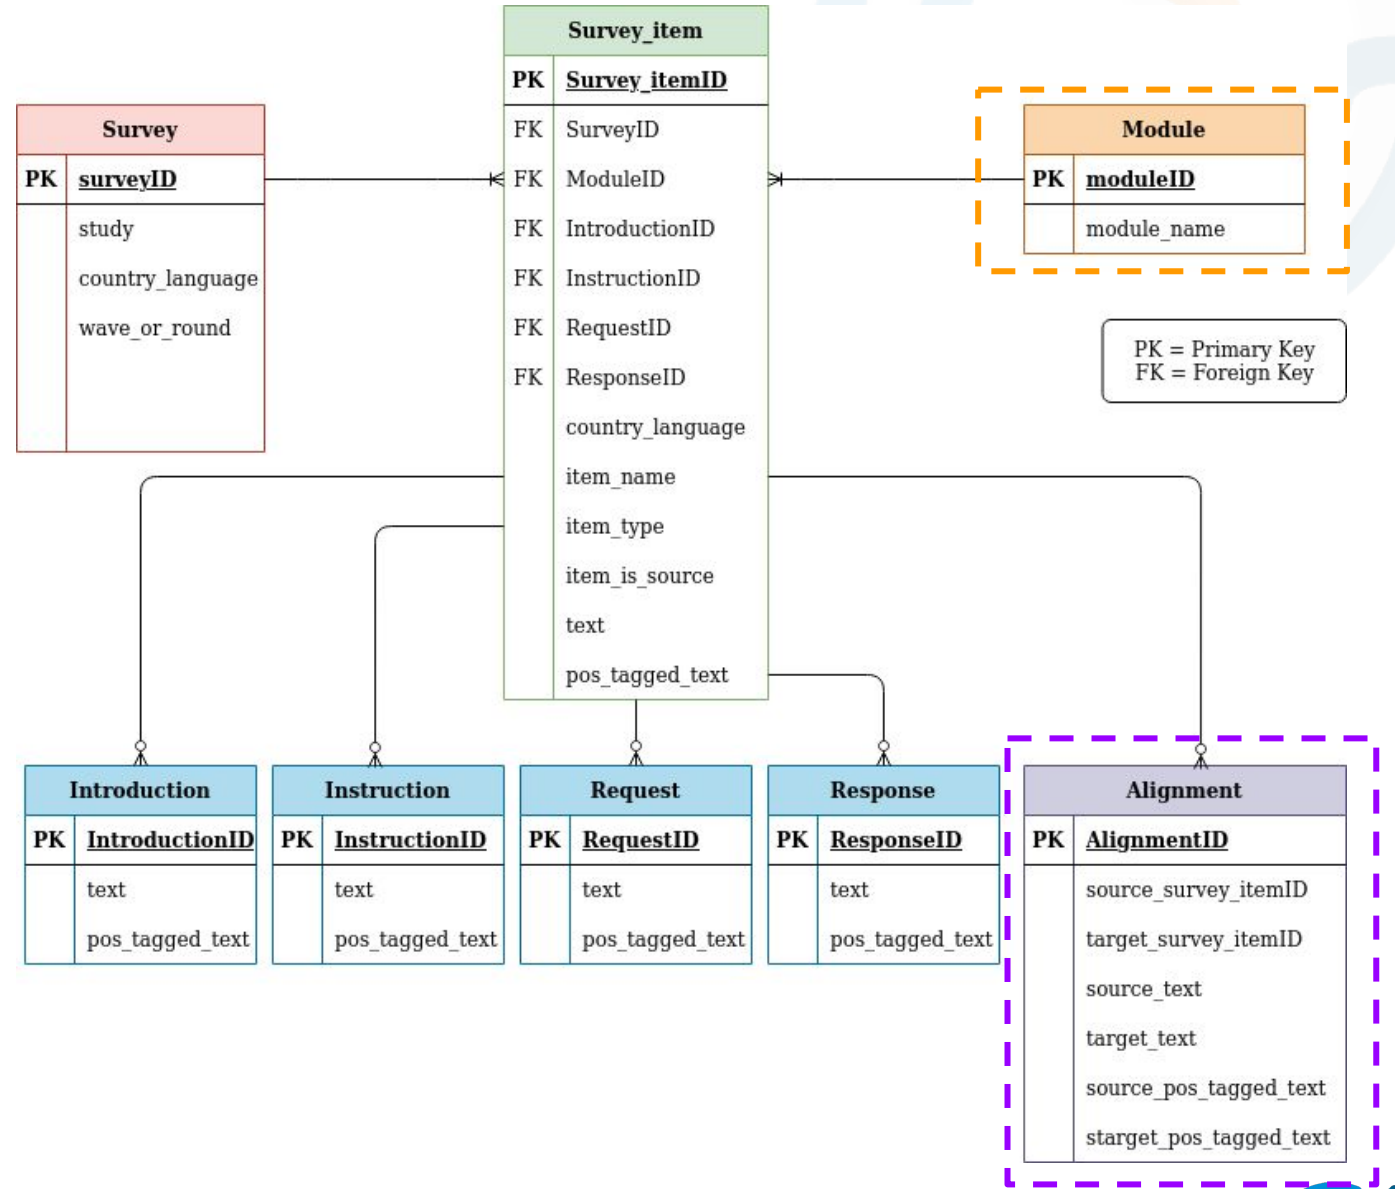 Survey_item
PK Survey_itemID
FK SurveyID
FK ModuleID
FK IntroductionID
FK InstructionID
FK RequestID
FK ResponseID
country_language
item_name
item_type
item_is_source
text
pos_tagged_text
Survey
PK surveyID
study
country_language
wave_or_round
Module
PK moduleID
module_name
PK = Primary Key
FK = Foreign Key
Introduction
PK IntroductionID
text
pos_tagged_text
Instruction
PK InstructionID
text
pos_tagged_text
Request
PK RequestID
text
pos_tagged_text
Response
PK ResponseID
text
pos_tagged_text
Alignment
PK AlignmentID
source_survey_itemID
target_survey_itemID
source_text
target_text
source_pos_tagged_text
starget_pos_tagged_text